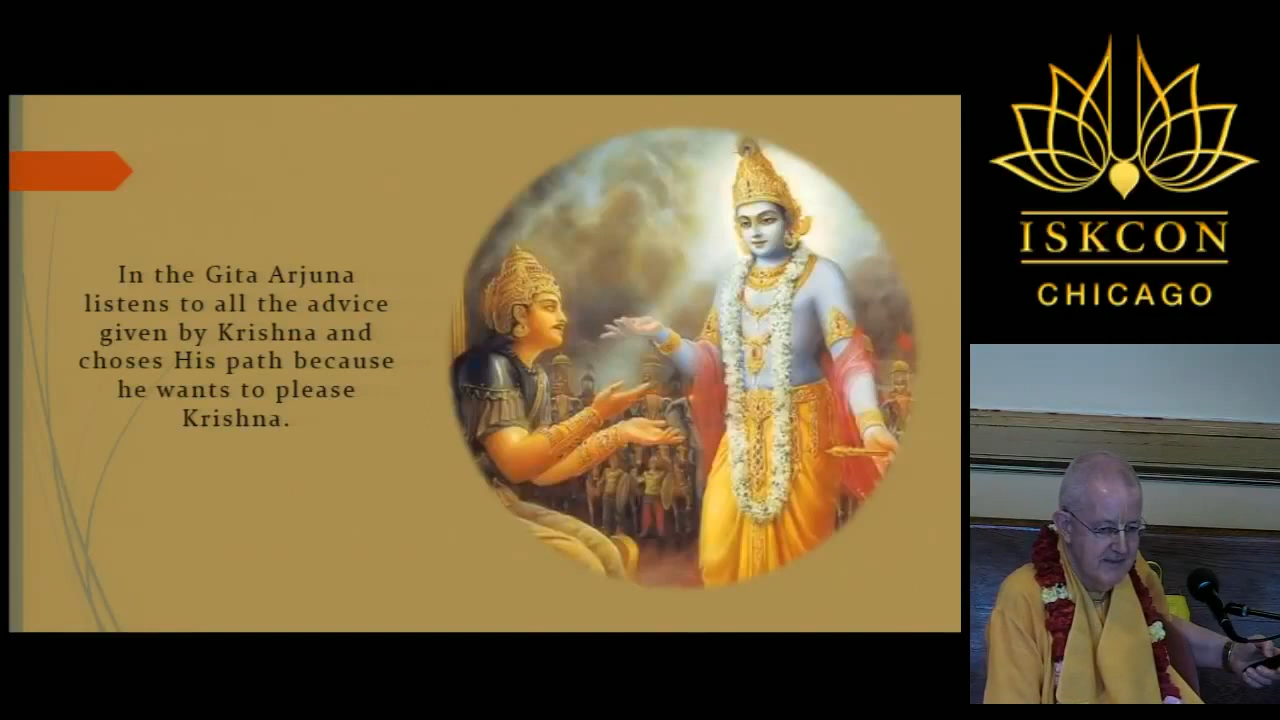 In the Gita Arjuna
listens to all the advice
given by Krishna and
choses His path because
he wants to please
Krishna.
ISKCON
CHICAGO